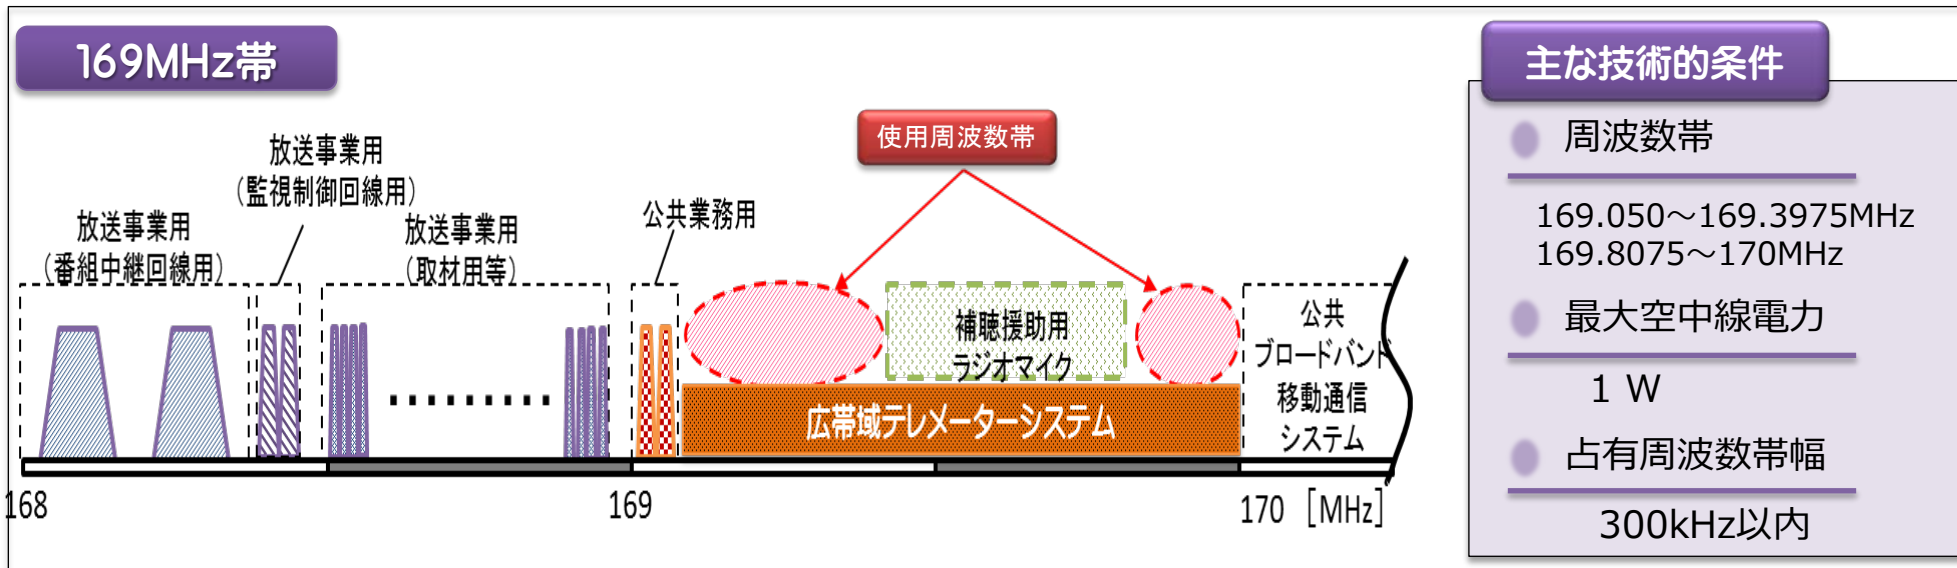 169MHz帯
使用周波数帯
放送事業用
（監視制御回線用）
放送事業用
（番組中継回線用）
放送事業用
（取材用等）
公共業務用
補聴援助用
ラジオマイク
広帯域テレメーターシステム
公共
ブロードバンド
移動通信
システム
168
169
170 [MHz]
主な技術的条件
周波数帯
169.050～169.3975MHz
169.8075～170MHz
最大空中線電力
1 W
占有周波数帯幅
300kHz以内